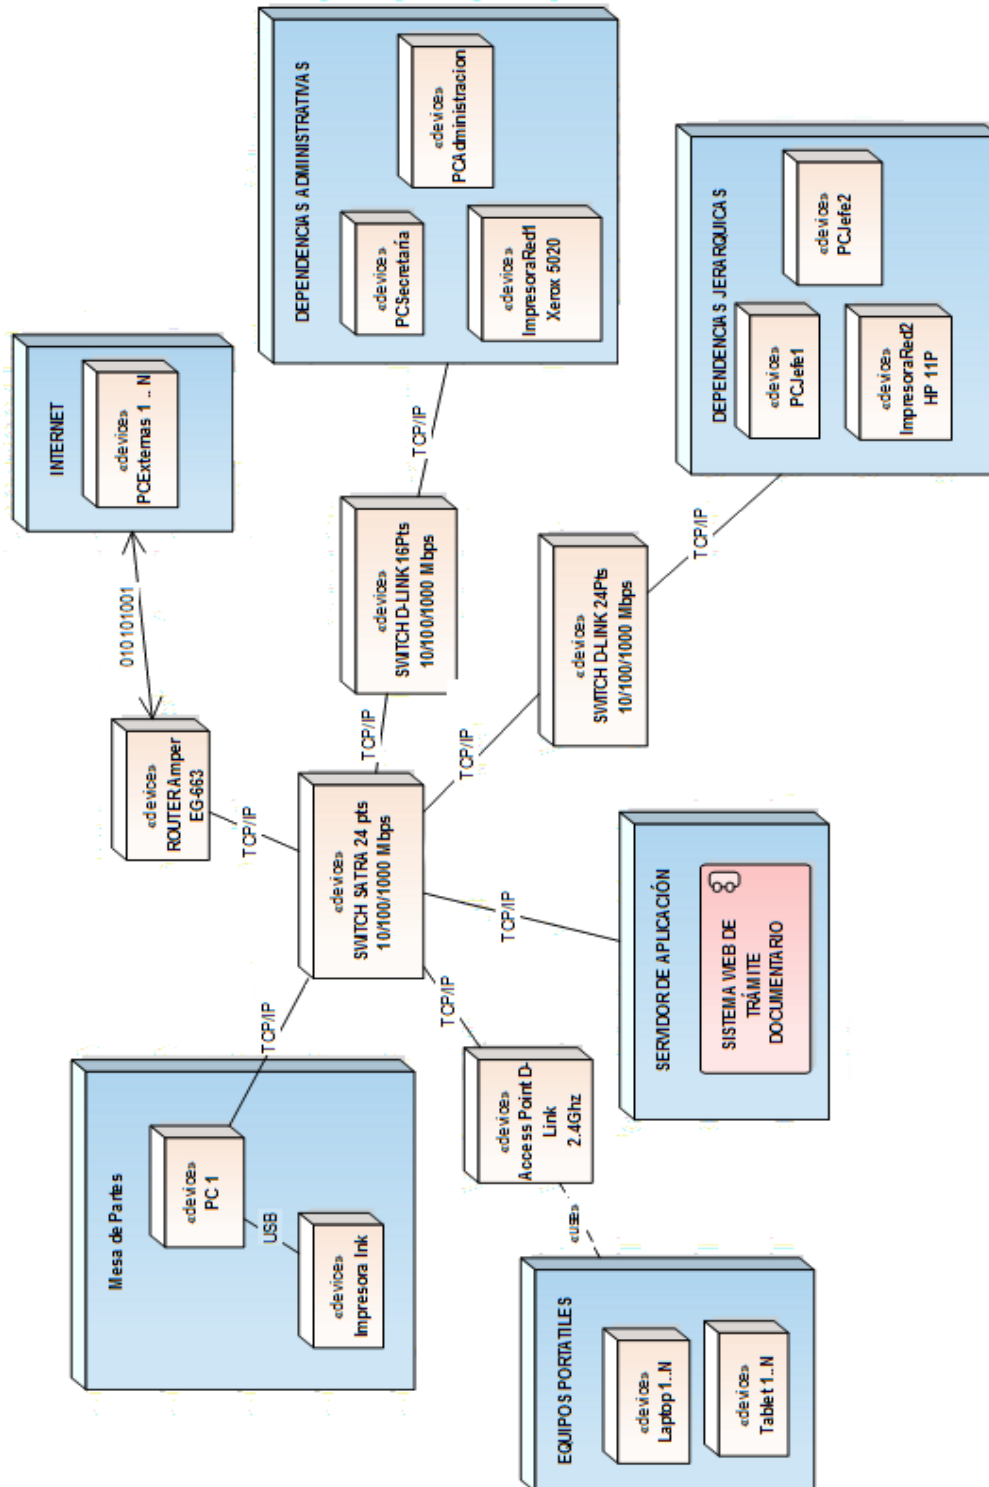 Mesa de Partes
«device»
PC 1
USB
«device»
Impresora Ink
TCP/IP
«device»
ROUTER Amper
EG-663
010101001
INTERNET
«device»
PCExternas 1 .. N
TCP/IP
«device»
SWITCH SATRA 24 pts
10/100/1000 Mbps
TCP/IP
«device»
SWITCH D-LINK 16Pts
10/100/1000 Mbps
TCP/IP
DEPENDENCIAS ADMINISTRATIVAS
«device»
PCSecretaría
«device»
PCAdministracion
«device»
ImpresoraRed1
Xerox 5020
TCP/IP
«device»
SWITCH D-LINK 24Pts
10/100/1000 Mbps
TCP/IP
DEPENDENCIAS JERARQUICAS
«device»
PCJefe1
«device»
PCJefe2
«device»
ImpresoraRed2
HP 11P
TCP/IP
SERVIDOR DE APLICACIÓN
SISTEMA WEB DE
TRÁMITE
DOCUMENTARIO
TCP/IP
«device»
Access Point D-
Link
2.4Ghz
«use»
EQUIPOS PORTATILES
«device»
Laptop 1..N
«device»
Tablet 1..N